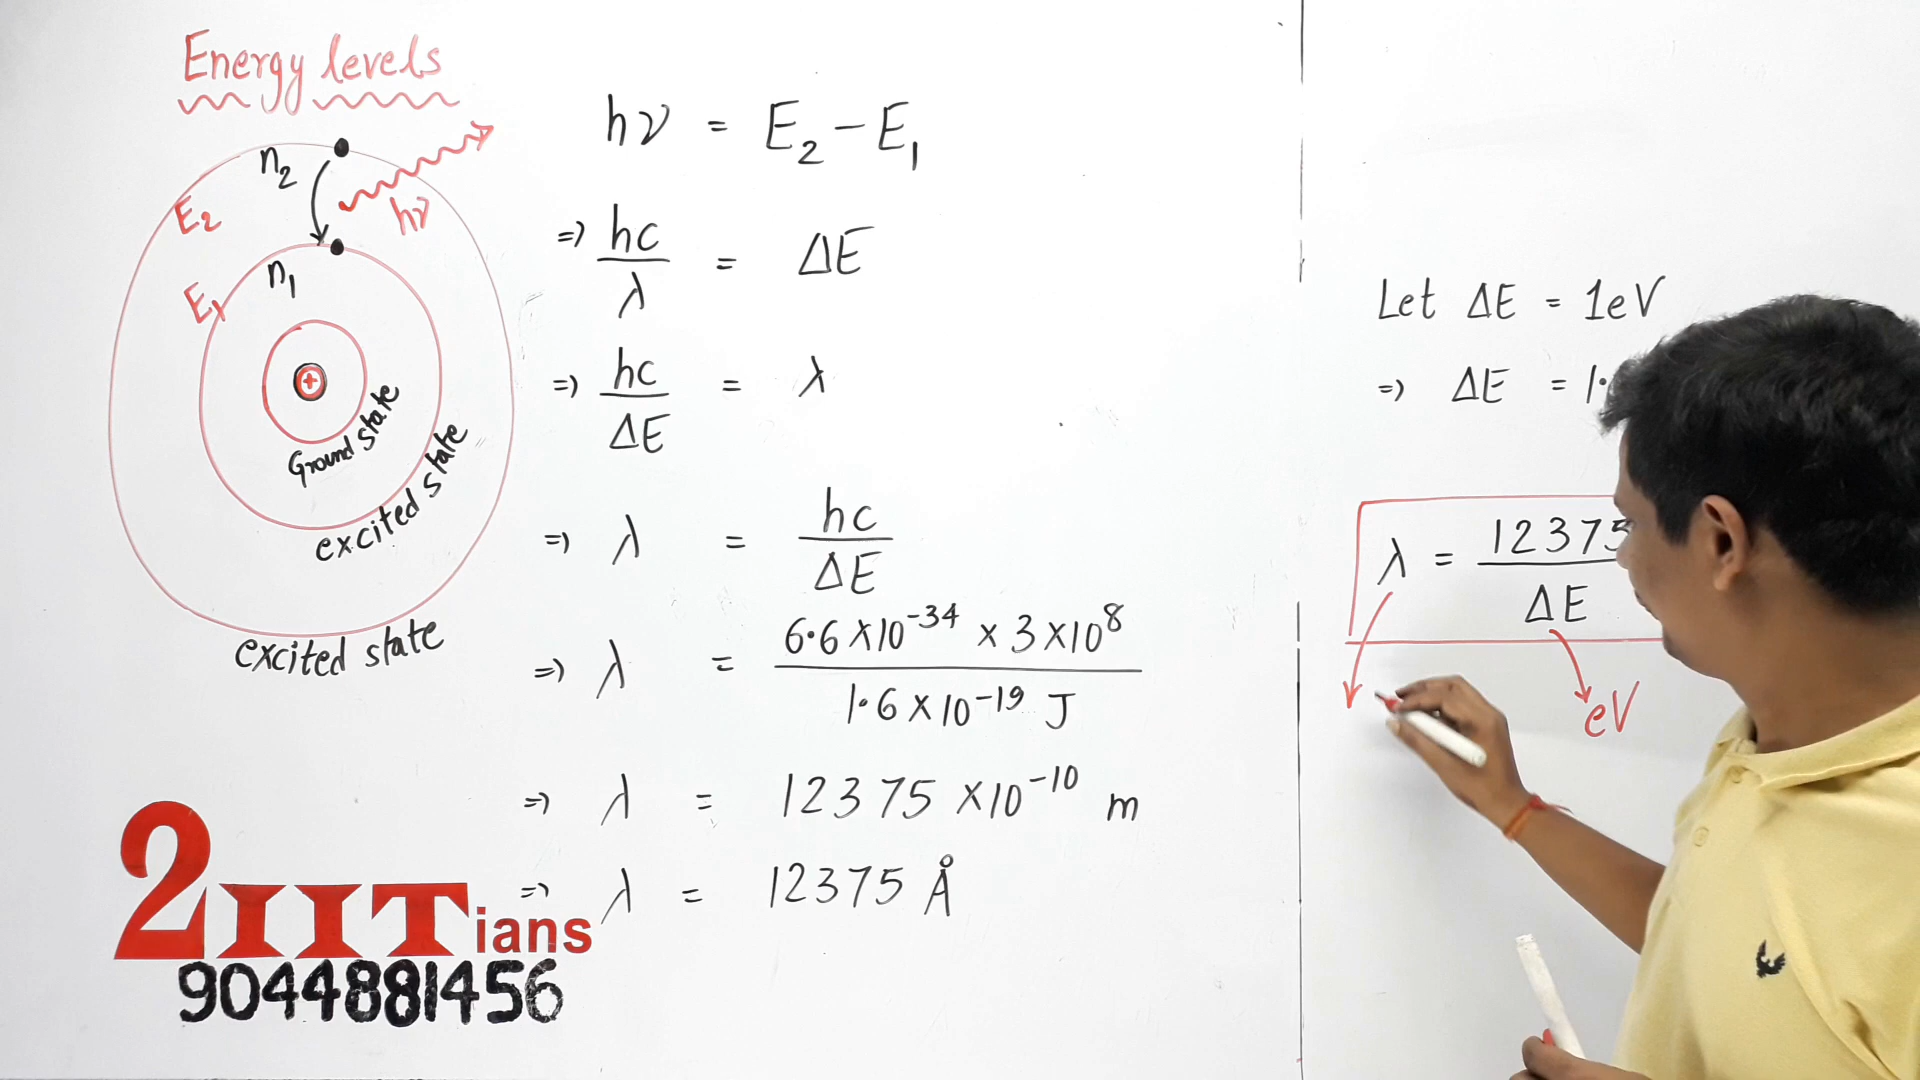 Energy levels
n2
E2
hν
n1
E1
+
Ground state
excited state
excited state
hν = E2 - E1
=> hc/λ = ΔE
=> hc/ΔE = λ
=> λ = hc/ΔE
=> λ = 6.6 × 10^-34 × 3 × 10^8 / 1.6 × 10^-19 J
=> λ = 12375 × 10^-10 m
=> λ = 12375 Å
2IITians
9044881456
Let ΔE = 1eV
=> ΔE = 1.
λ = 12375/ΔE
eV